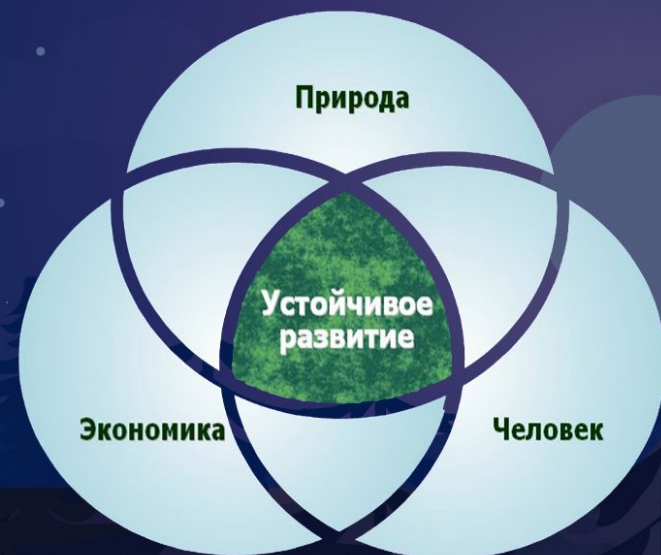 Природа
Устойчивое
развитие
Экономика
Человек